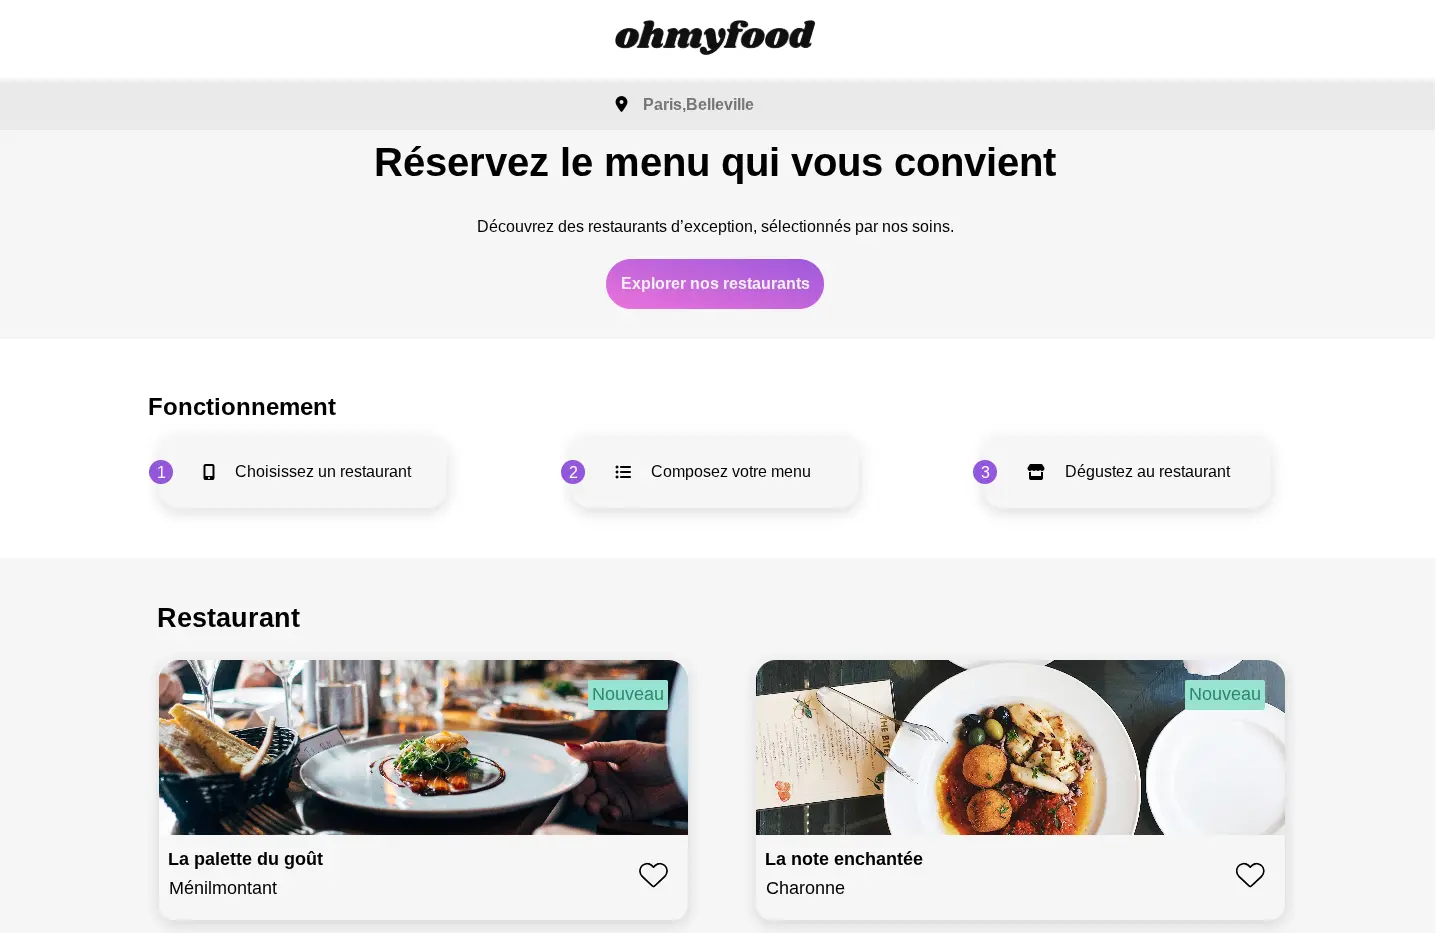 ohmyfood
Paris,Belleville
Réservez le menu qui vous convient
Découvrez des restaurants d’exception, sélectionnés par nos soins.
Explorer nos restaurants
Fonctionnement
1 Choisissez un restaurant
2 Composez votre menu
3 Dégustez au restaurant
Restaurant
Nouveau
Nouveau
La palette du goût
Ménilmontant
La note enchantée
Charonne